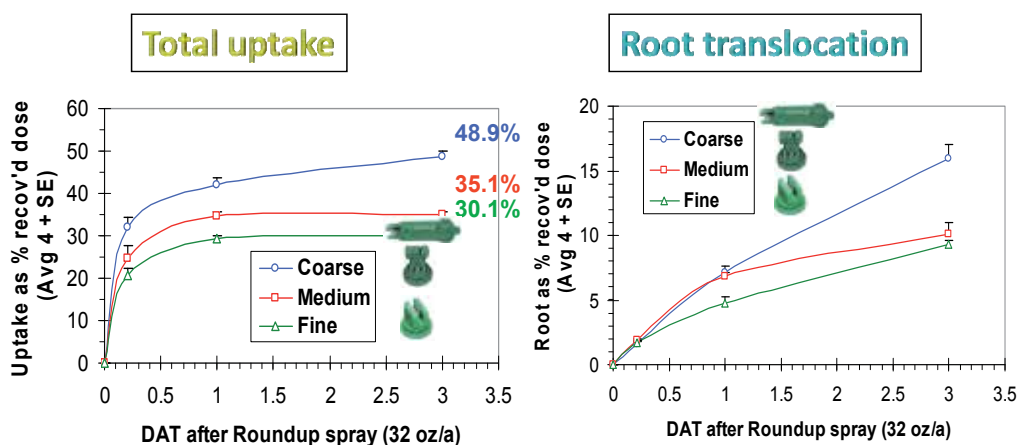 Total uptake
Uptake as % recov'd dose
(Avg 4 + SE)
60
50
40
30
20
10
0
48.9%
35.1%
30.1%
Coarse
Medium
Fine
0 0.5 1 1.5 2 2.5 3 3.5
DAT after Roundup spray (32 oz/a)
Root translocation
Root as % recov'd dose
(Avg 4 + SE)
20
15
10
5
0
Coarse
Medium
Fine
0 0.5 1 1.5 2 2.5 3 3.5
DAT after Roundup spray (32 oz/a)